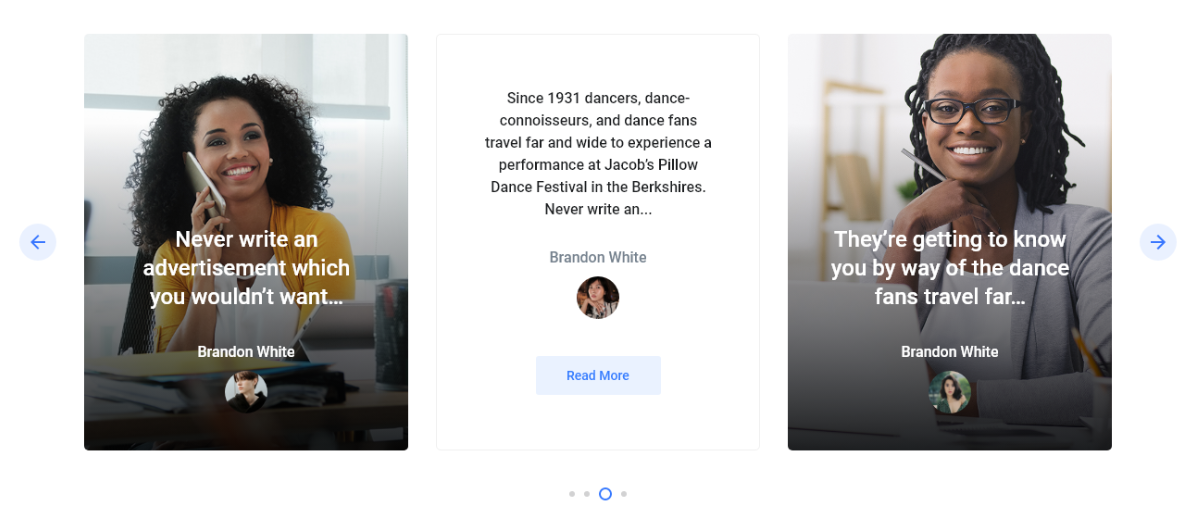 Never write an
advertisement which
you wouldn’t want...
Brandon White
Since 1931 dancers, dance-
connoisseurs, and dance fans
travel far and wide to experience a
performance at Jacob’s Pillow
Dance Festival in the Berkshires.
Never write an...
Brandon White
Read More
They’re getting to know
you by way of the dance
fans travel far...
Brandon White